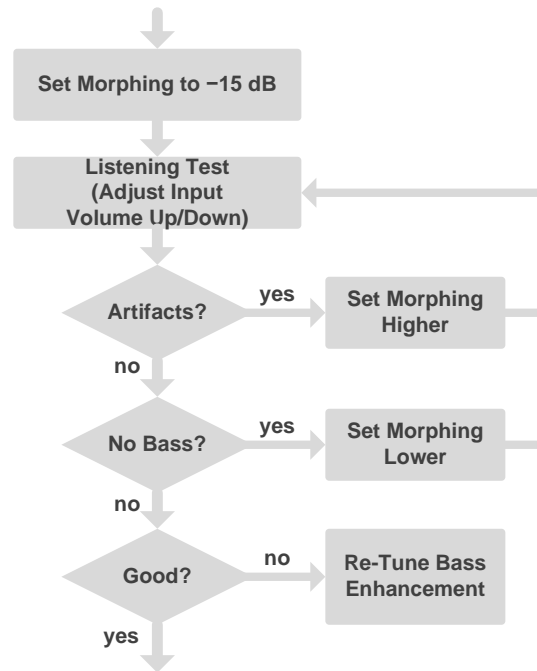 Set Morphing to −15 dB
Listening Test
(Adjust Input
Volume Up/Down)
Artifacts?
yes
Set Morphing
Higher
no
No Bass?
yes
Set Morphing
Lower
no
Good?
no
Re-Tune Bass
Enhancement
yes